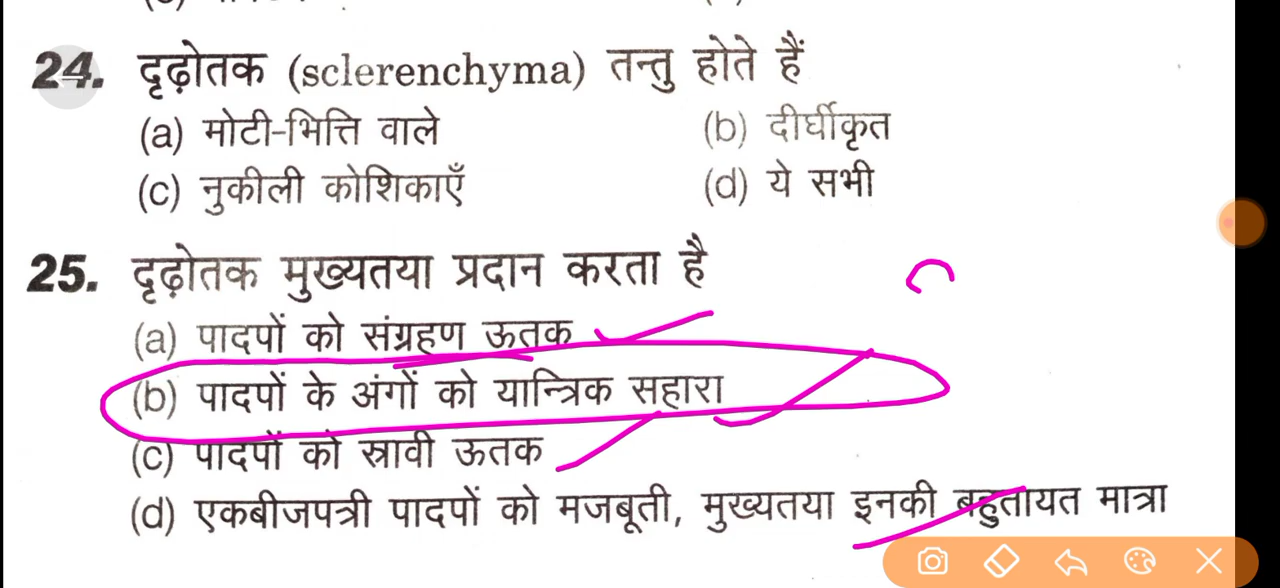 24. दृढ़ोतक (sclerenchyma) तन्तु होते हैं
(a) मोटी-भित्ति वाले (b) दीर्घीकृत
(c) नुकीली कोशिकाएँ (d) ये सभी
25. दृढ़ोतक मुख्यतया प्रदान करता है
(a) पादपों को संग्रहण ऊतक
(b) पादपों के अंगों को यान्त्रिक सहारा
(c) पादपों को स्रावी ऊतक
(d) एकबीजपत्री पादपों को मजबूती, मुख्यतया इनकी बहुतायत मात्रा